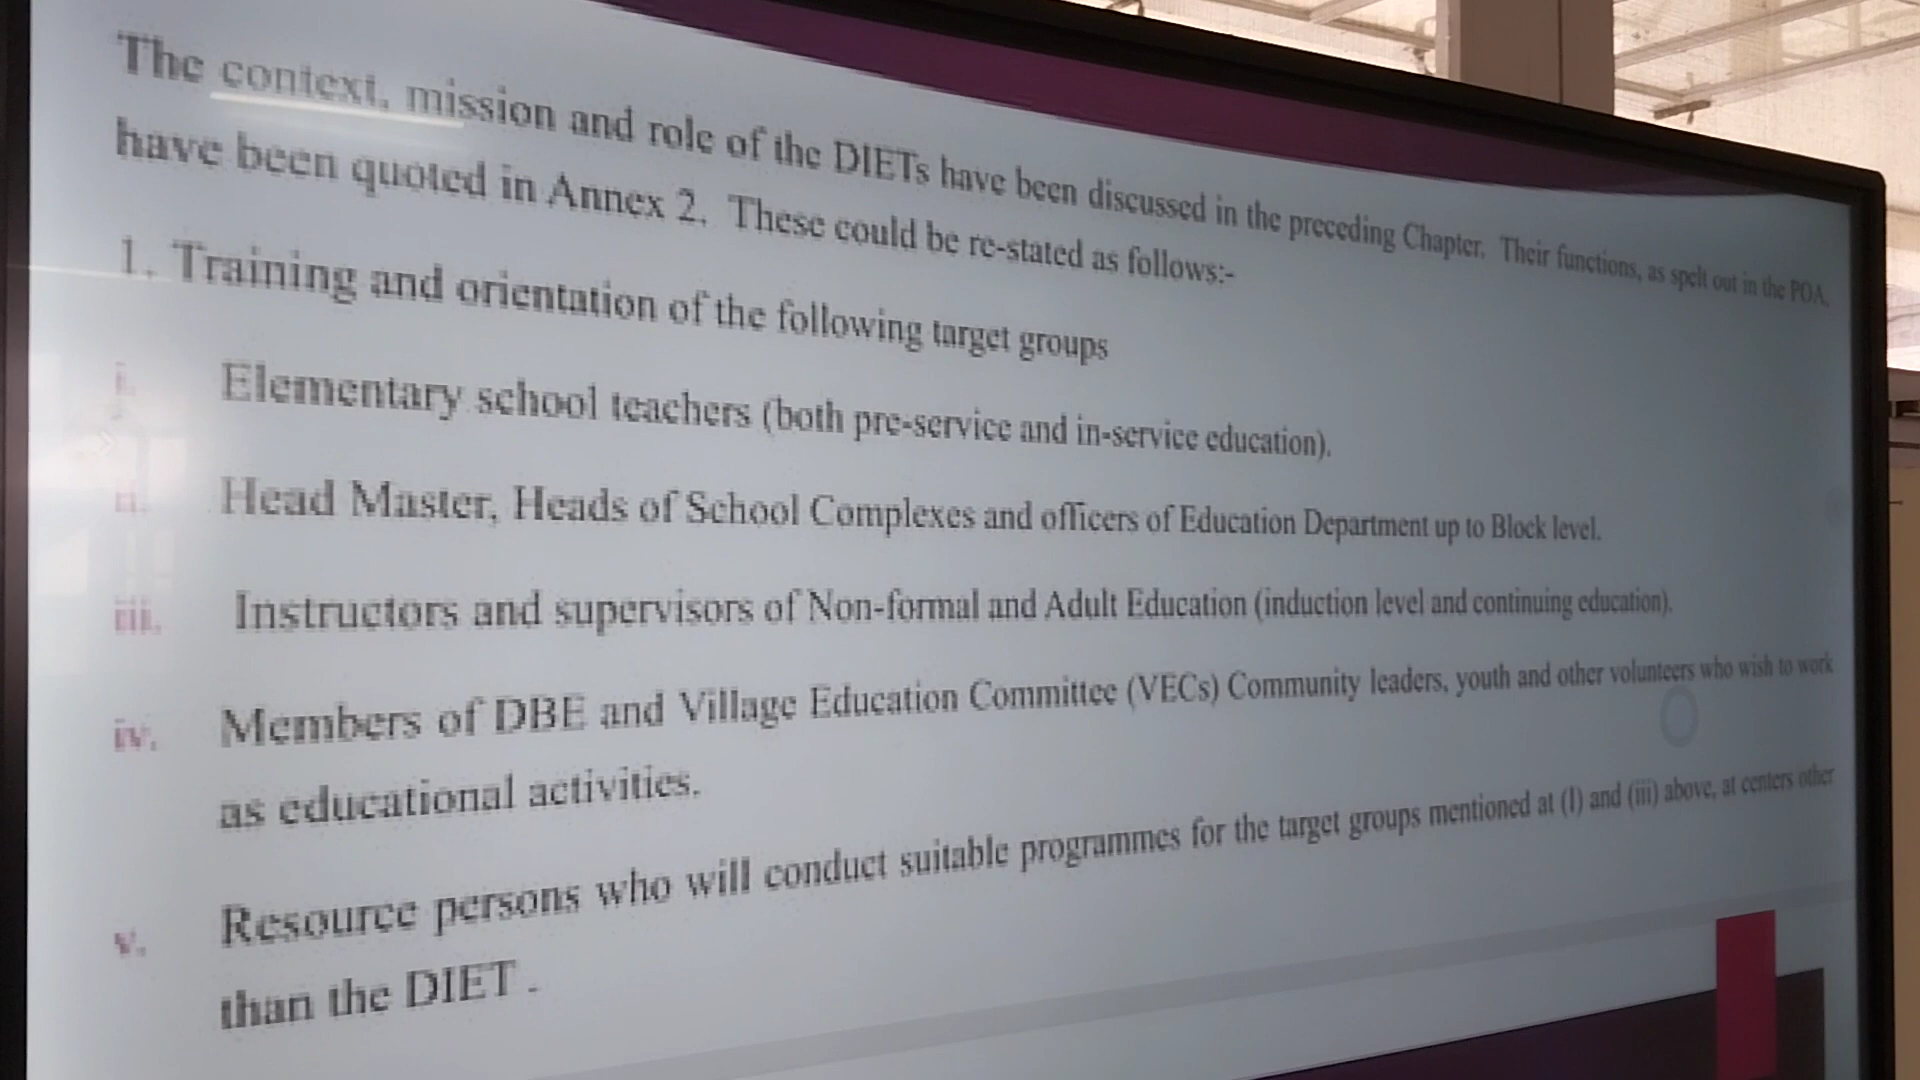 The context, mission and role of the DIETs have been discussed in the preceding Chapter. Their functions, as spelt out in the POA,
have been quoted in Annex 2. These could be re-stated as follows:-
1. Training and orientation of the following target groups
i. Elementary school teachers (both pre-service and in-service education).
ii. Head Master, Heads of School Complexes and officers of Education Department up to Block level.
iii. Instructors and supervisors of Non-formal and Adult Education (induction level and continuing education).
iv. Members of DBE and Village Education Committee (VECs) Community leaders, youth and other volunteers who wish to work
as educational activities.
v. Resource persons who will conduct suitable programmes for the target groups mentioned at (I) and (iii) above, at centers other
than the DIET .